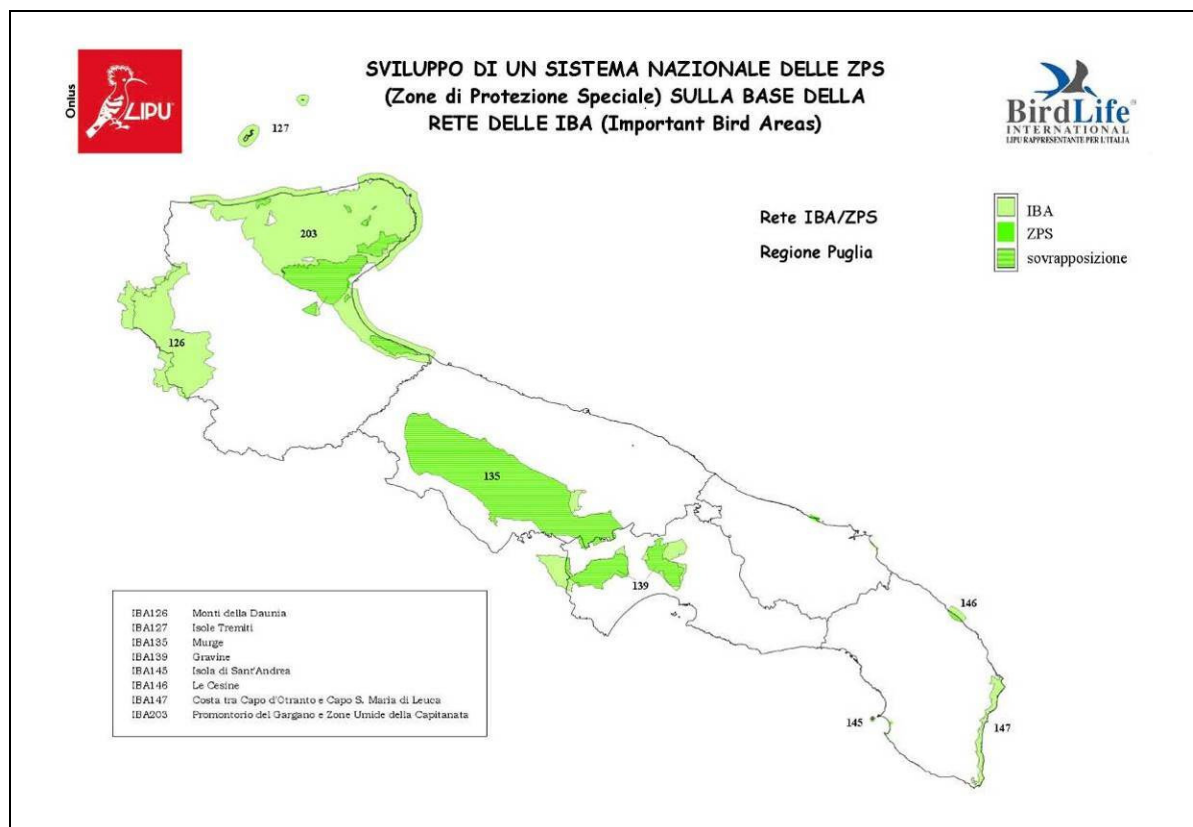 Onlus
LIPU
SVILUPPO DI UN SISTEMA NAZIONALE DELLE ZPS
(Zone di Protezione Speciale) SULLA BASE DELLA
RETE DELLE IBA (Important Bird Areas)
BirdLife®
INTERNATIONAL
LIPU RAPPRESENTANTE PER L'ITALIA
127
Rete IBA/ZPS
Regione Puglia
IBA
ZPS
sovrapposizione
203
126
135
139
146
145
147
IBA126 Monti della Daunia
IBA127 Isole Tremiti
IBA135 Murge
IBA139 Gravine
IBA145 Isola di Sant'Andrea
IBA146 Le Cesine
IBA147 Costa tra Capo d'Otranto e Capo S. Maria di Leuca
IBA203 Promontorio del Gargano e Zone Umide della Capitanata